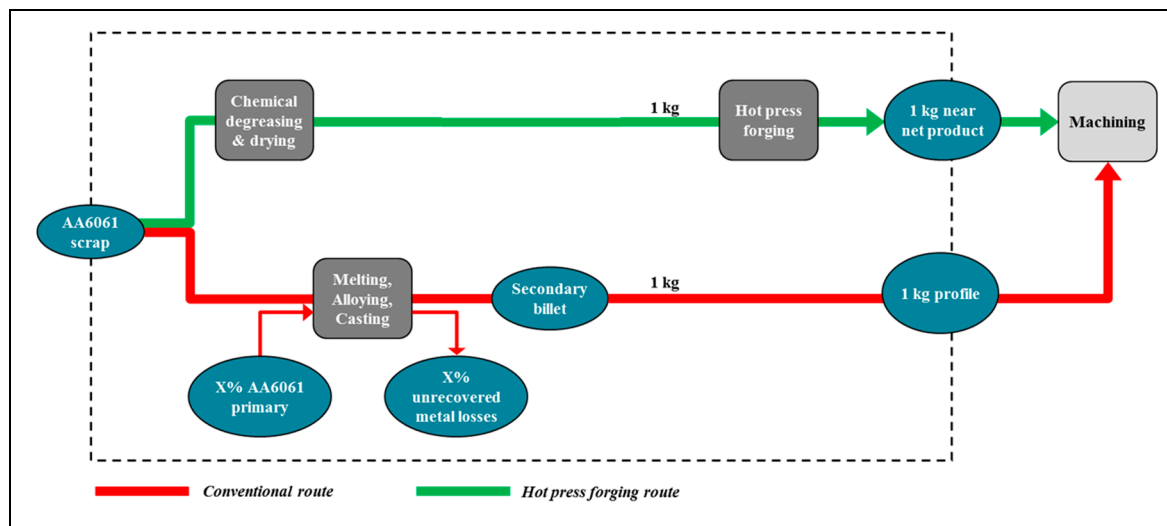 Chemical
degreasing
& drying
1 kg
Hot press
forging
1 kg near
net product
Machining
AA6061
scrap
Melting,
Alloying,
Casting
Secondary
billet
1 kg
1 kg profile
X% AA6061
primary
X%
unrecovered
metal losses
Conventional route
Hot press forging route